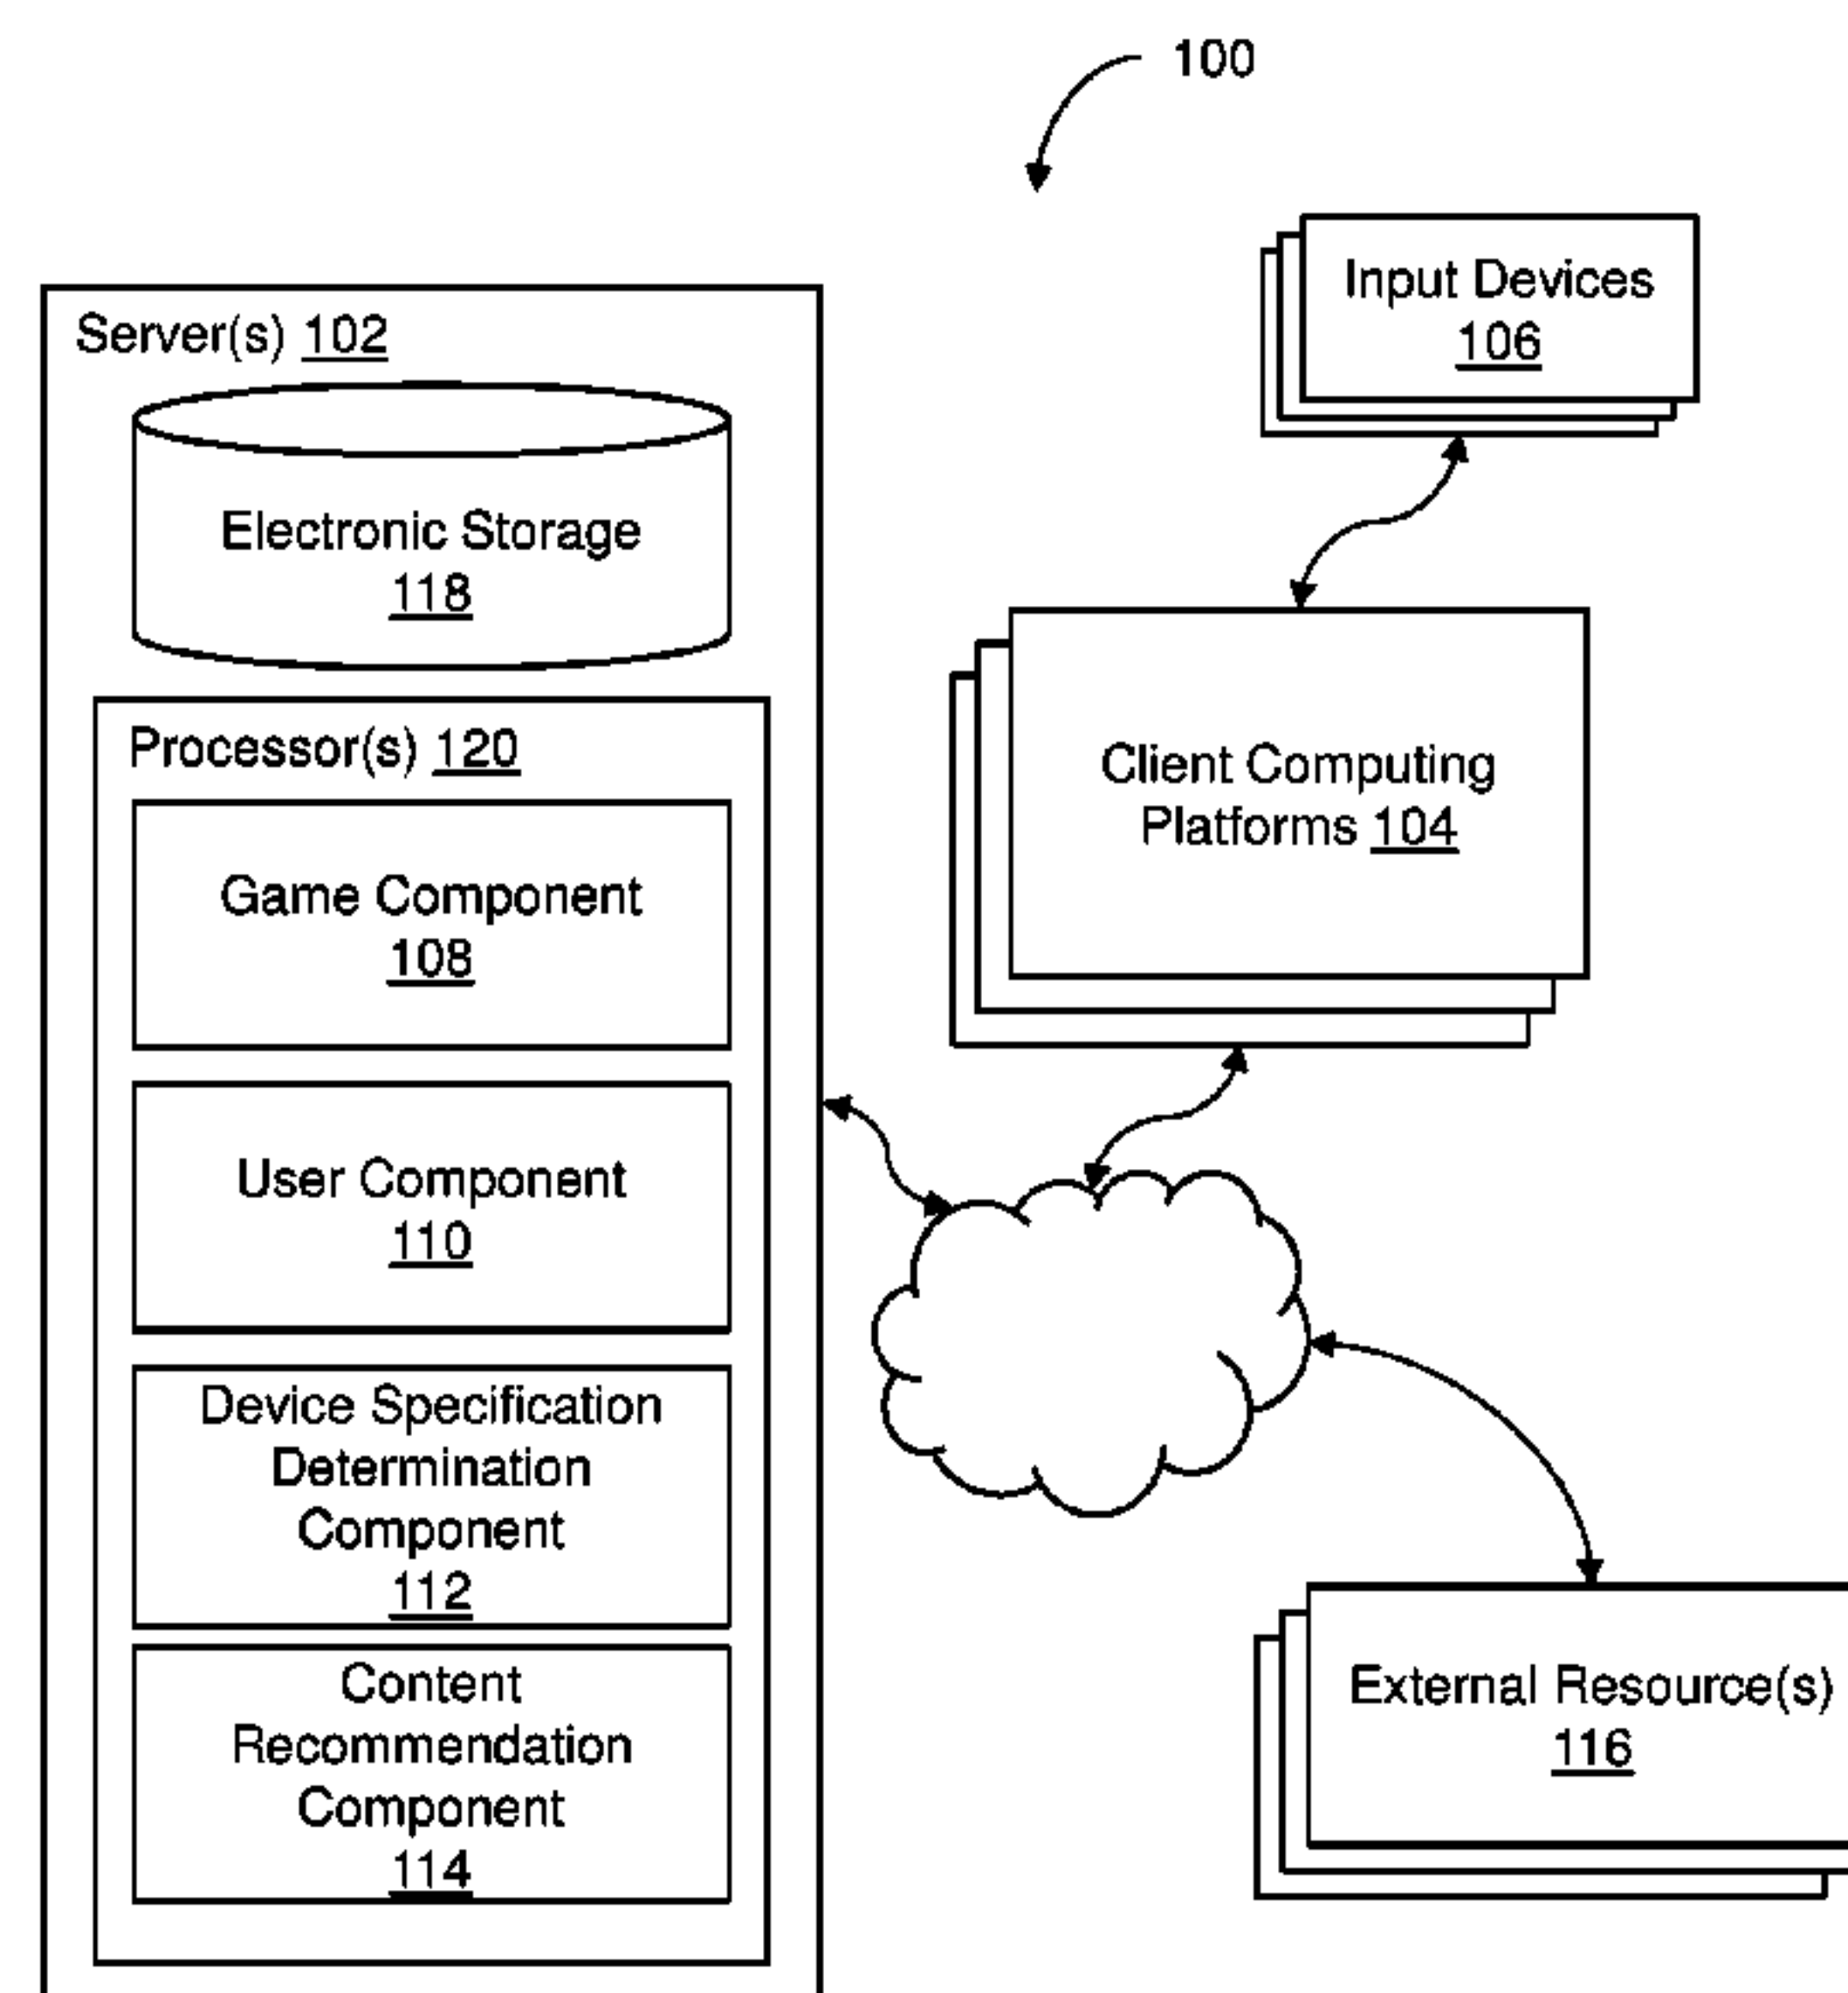 100
Input Devices
106
Server(s) 102
Electronic Storage
118
Processor(s) 120
Game Component
108
User Component
110
Device Specification
Determination
Component
112
Content
Recommendation
Component
114
Client Computing
Platforms 104
External Resource(s)
116